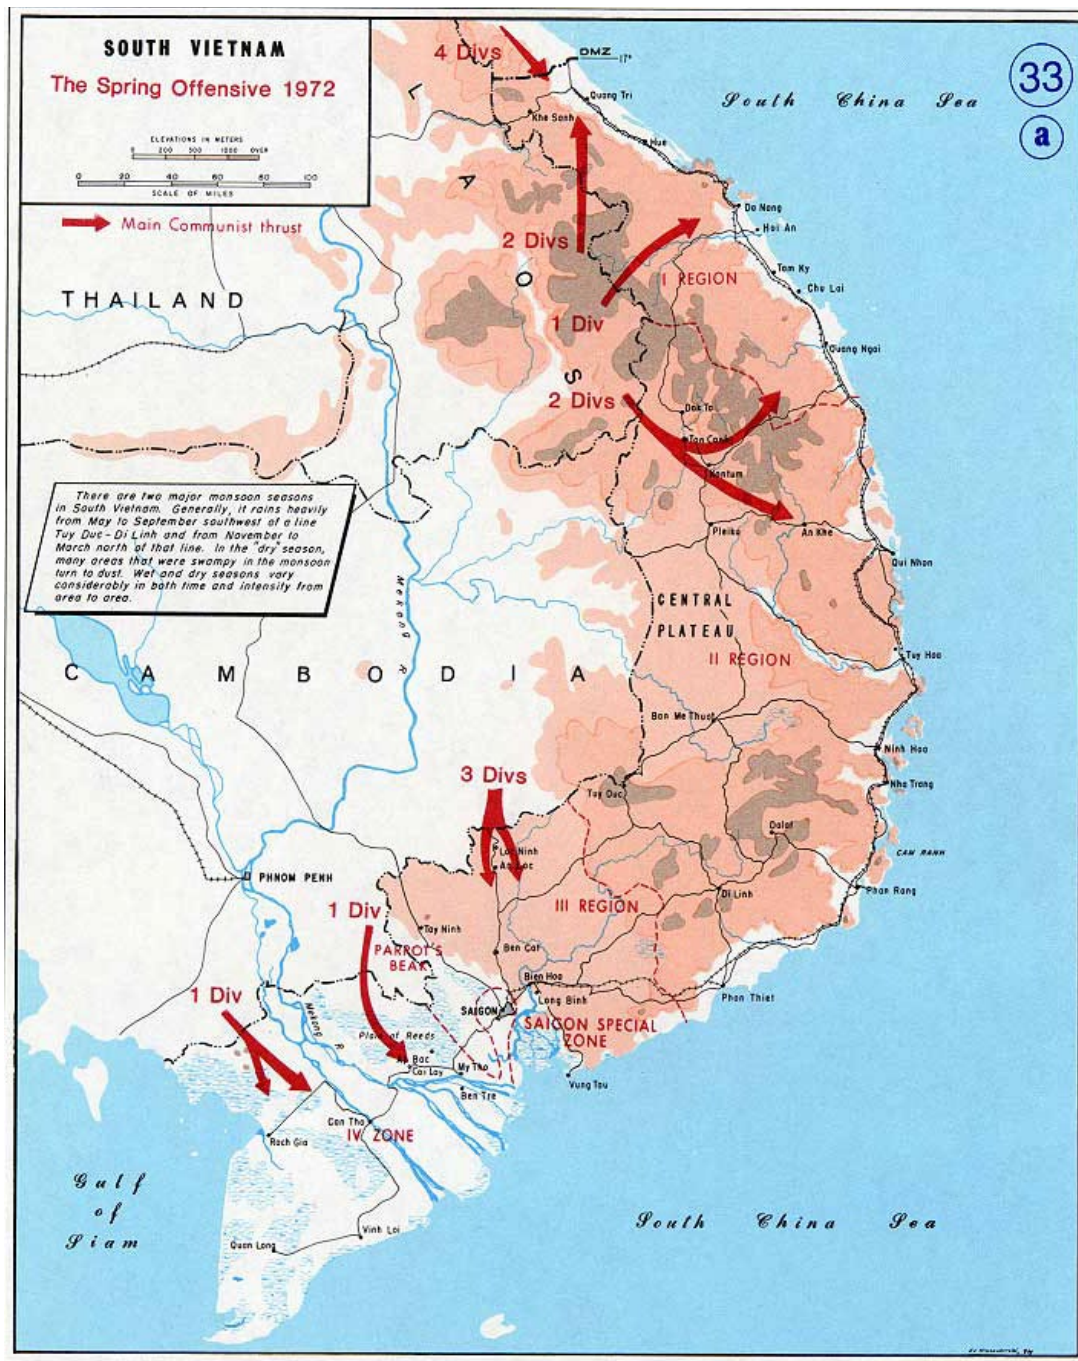 SOUTH VIETNAM
The Spring Offensive 1972
ELEVATIONS IN METERS
0 200 500 1000 OVER
0 20 40 60 80 100
SCALE OF MILES
Main Communist thrust
33
a
4 Divs
DMZ
17°
South China Sea
Quang Tri
Khe Sanh
Hue
LAOS
Da Nang
Hoi An
2 Divs
I REGION
Tam Ky
Chu Lai
THAILAND
1 Div
Quang Ngai
2 Divs
Dak To
Tan Canh
Kontum
There are two major monsoon seasons
in South Vietnam. Generally, it rains heavily
from May to September southwest of a line
Tuy Duc-Di Linh and from November to
March north of that line. In the "dry" season,
many areas that were swampy in the monsoon
turn to dust. Wet and dry seasons vary
considerably in both time and intensity from
area to area.
Pleiku
An Khe
Qui Nhon
Mekong R
CENTRAL
PLATEAU
II REGION
Tuy Hoa
CAMBODIA
Ban Me Thuot
Ninh Hoa
Nha Trang
3 Divs
Tuy Duc
Dalat
Loc Ninh
An Loc
CAM RANH
PHNOM PENH
Di Linh
Phan Rang
III REGION
1 Div
Tay Ninh
PARROT'S
BEAK
Ben Cat
Bien Hoa
Long Binh
Phan Thiet
1 Div
SAIGON
SAIGON SPECIAL
ZONE
Mekong R
Plain of Reeds
Ap Bac
Cai Lay
My Tho
Vung Tau
Ben Tre
Can Tho
IV ZONE
Rach Gia
Gulf
of
Siam
South China Sea
Vinh Loi
Quan Long